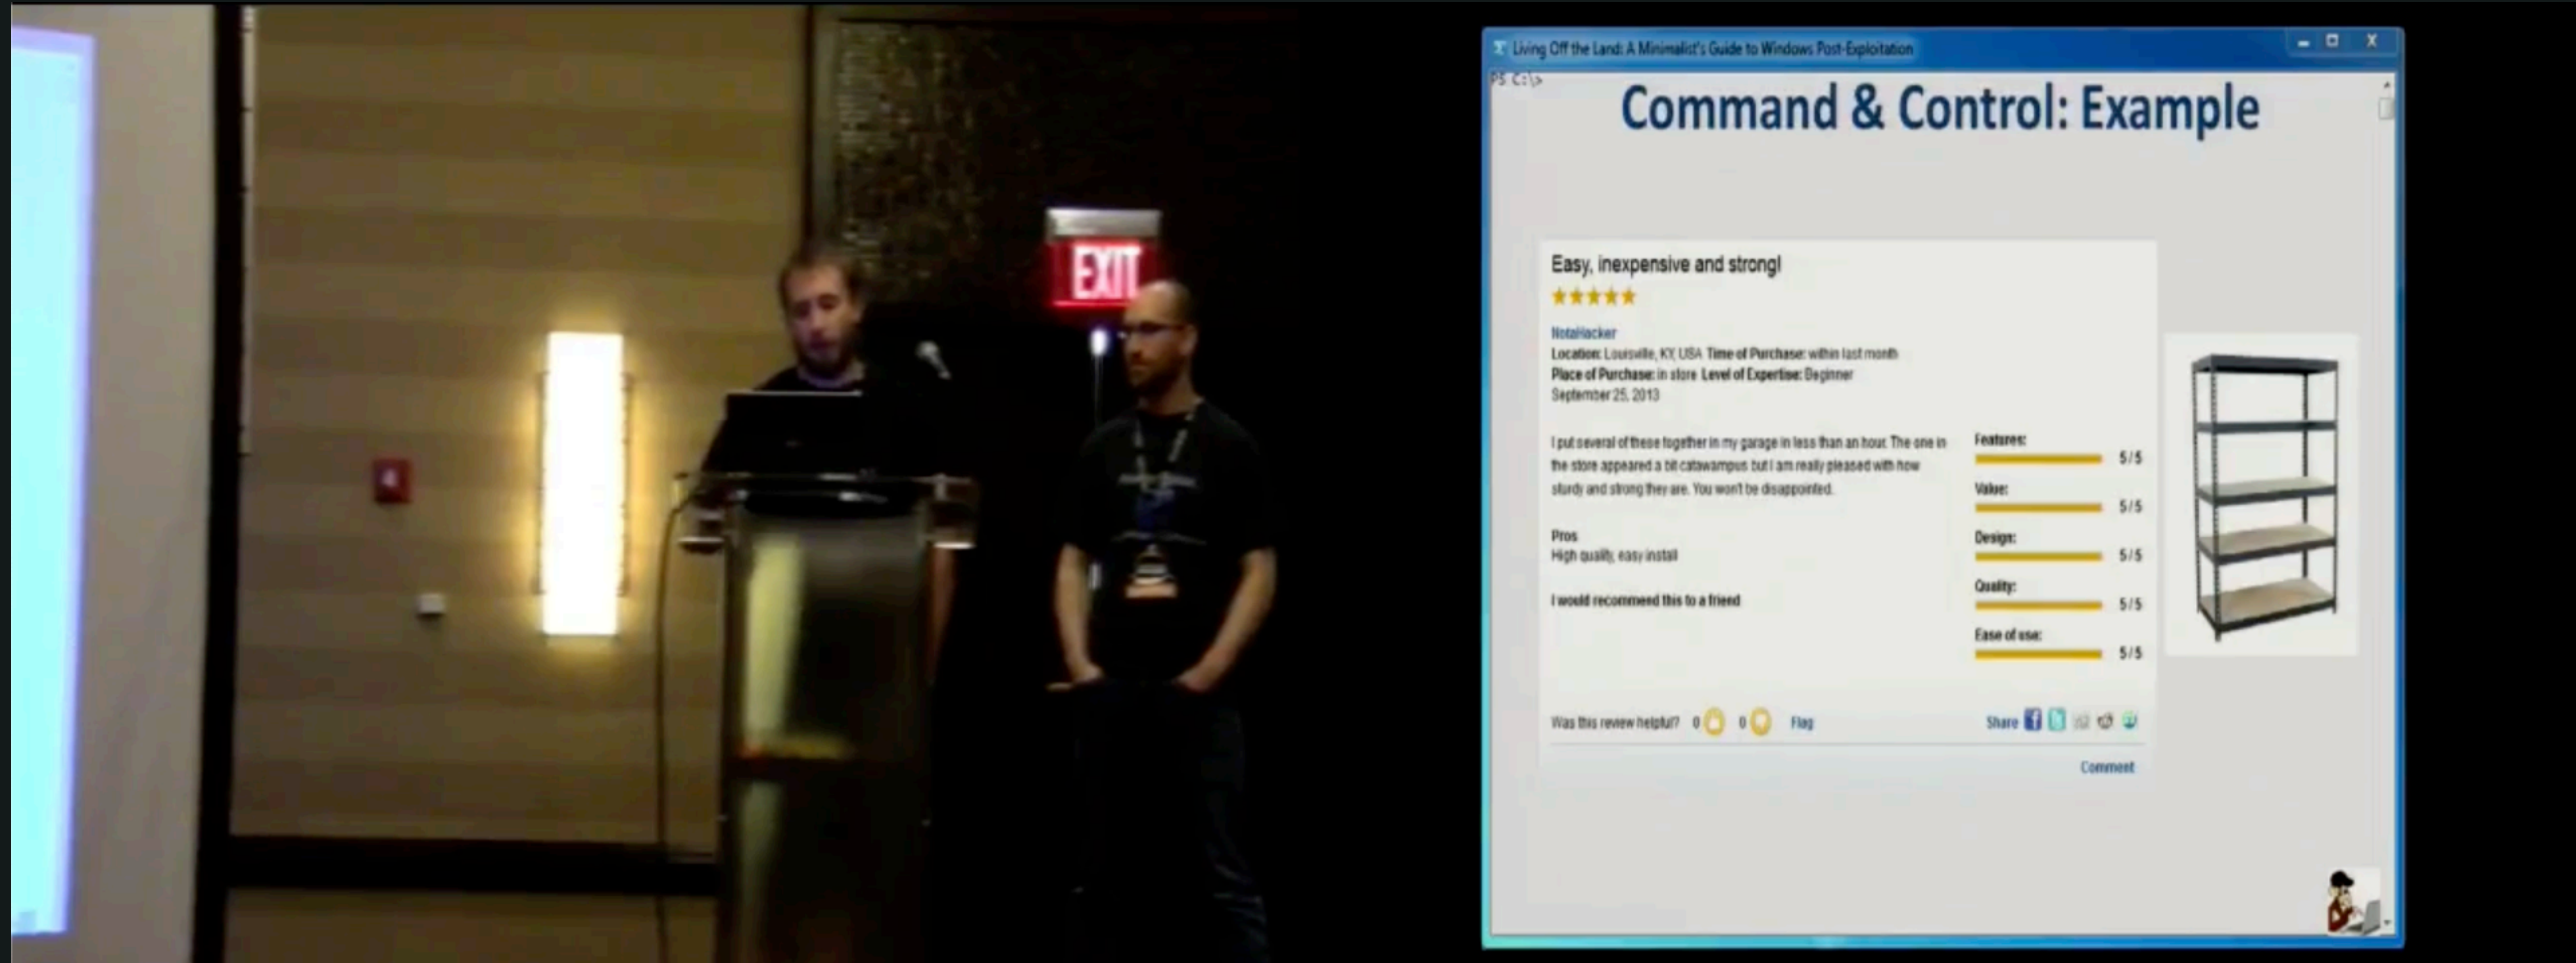 EXIT
Living Off the Land: A Minimalist's Guide to Windows Post-Exploitation
PS C:\>
Command & Control: Example
Easy, inexpensive and strong!
NotaHacker
Location: Louisville, KY, USA Time of Purchase: within last month
Place of Purchase: in store Level of Expertise: Beginner
September 25, 2013
I put several of these together in my garage in less than an hour. The one in
the store appeared a bit catawampus but I am really pleased with how
sturdy and strong they are. You won't be disappointed.
Pros
High quality, easy install
I would recommend this to a friend
Features:
5/5
Value:
5/5
Design:
5/5
Quality:
5/5
Ease of use:
5/5
Was this review helpful? 0 0 Flag
Share
Comment